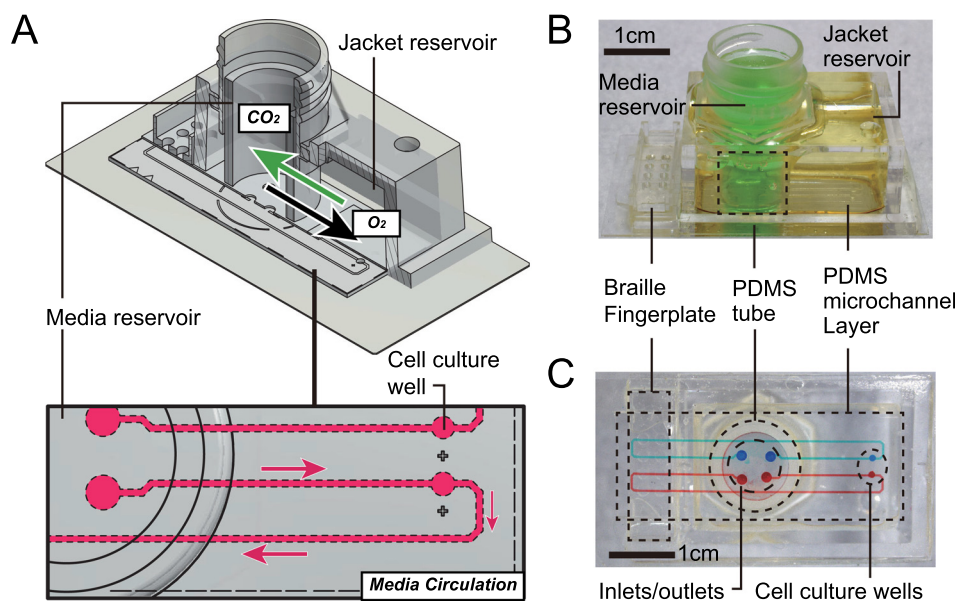 A
Jacket reservoir
CO2
O2
Media reservoir
Cell culture
well
Media Circulation
B
1cm
Media
reservoir
Jacket
reservoir
Braille
Fingerplate
PDMS
tube
PDMS
microchannel
Layer
C
1cm
Inlets/outlets
Cell culture wells